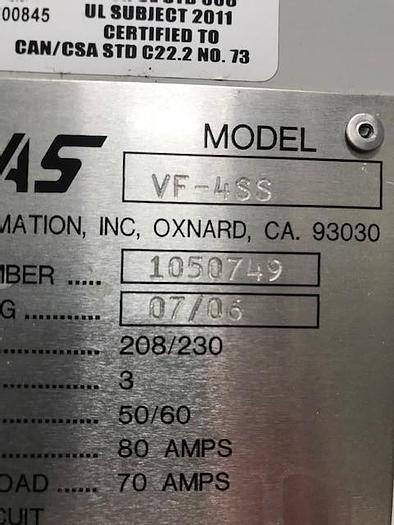 00845
UL SUBJECT 2011
CERTIFIED TO
CAN/CSA STD C22.2 NO. 73
MODEL
AS VF-4SS
MATION, INC, OXNARD, CA. 93030
MBER ..... 1050749
G ........ 07/06
208/230
3
50/60
80 AMPS
OAD ...... 70 AMPS
CUIT